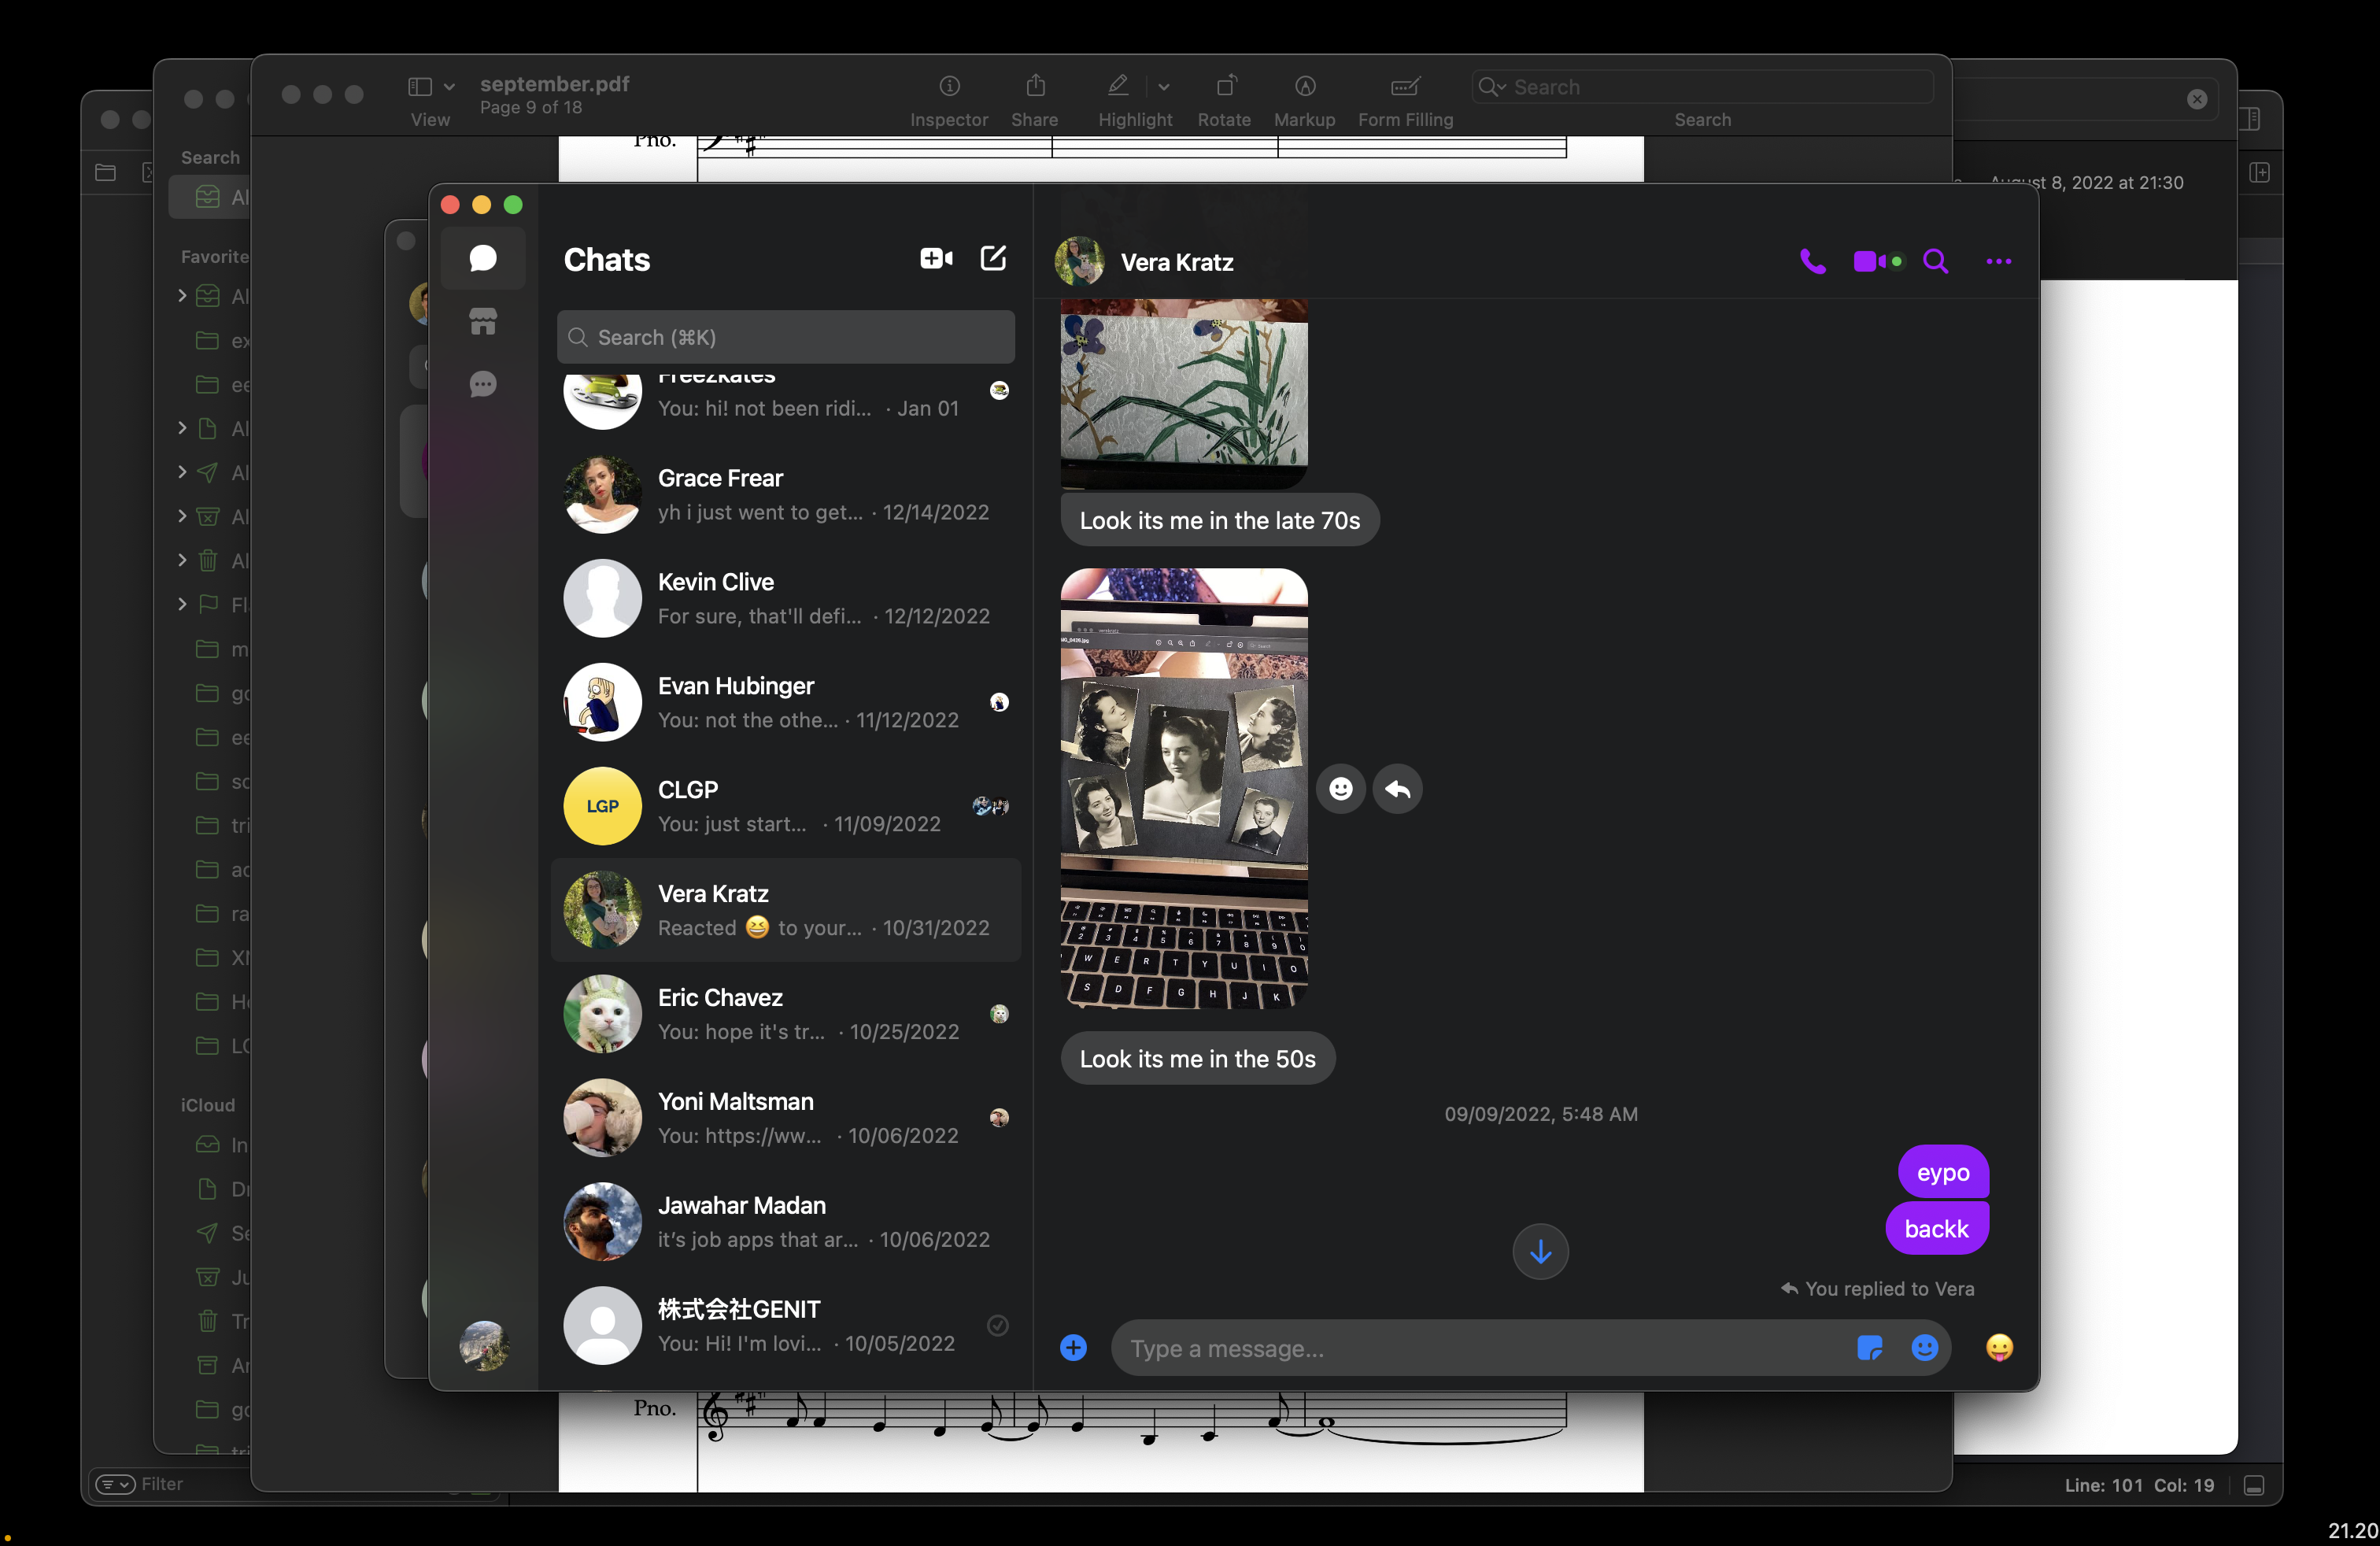 september.pdf
Page 9 of 18
View
Inspector
Share
Highlight
Rotate
Markup
Form Filling
Search
Search
Pno.
August 8, 2022 at 21:30
Search
Favorite
iCloud
Filter
Chats
Search (⌘K)
Freezkates
You: hi! not been ridi... · Jan 01
Grace Frear
yh i just went to get... · 12/14/2022
Kevin Clive
For sure, that'll defi... · 12/12/2022
Evan Hubinger
You: not the othe... · 11/12/2022
LGP
CLGP
You: just start... · 11/09/2022
Vera Kratz
Reacted 😆 to your... · 10/31/2022
Eric Chavez
You: hope it's tr... · 10/25/2022
Yoni Maltsman
You: https://ww... · 10/06/2022
Jawahar Madan
it's job apps that ar... · 10/06/2022
株式会社GENIT
You: Hi! I'm lovi... · 10/05/2022
Vera Kratz
Look its me in the late 70s
W E R T Y U I O
S D F G H J K
Look its me in the 50s
09/09/2022, 5:48 AM
eypo
backk
You replied to Vera
Type a message...
Pno.
Line: 101 Col: 19
21.20